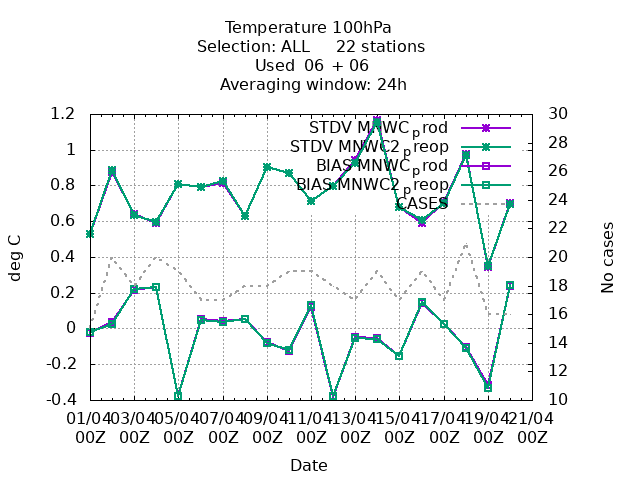 Temperature 100hPa
Selection: ALL 22 stations
Used 06 + 06
Averaging window: 24h
1.2
1
0.8
0.6
0.4
0.2
0
-0.2
-0.4
deg C
30
28
26
24
22
20
18
16
14
12
10
No cases
STDV MNWC_prod
STDV MNWC2_preop
BIAS MNWC_prod
BIAS MNWC2_preop
CASES
01/04 03/04 05/04 07/04 09/04 11/04 13/04 15/04 17/04 19/04 21/04
00Z 00Z 00Z 00Z 00Z 00Z 00Z 00Z 00Z 00Z 00Z
Date